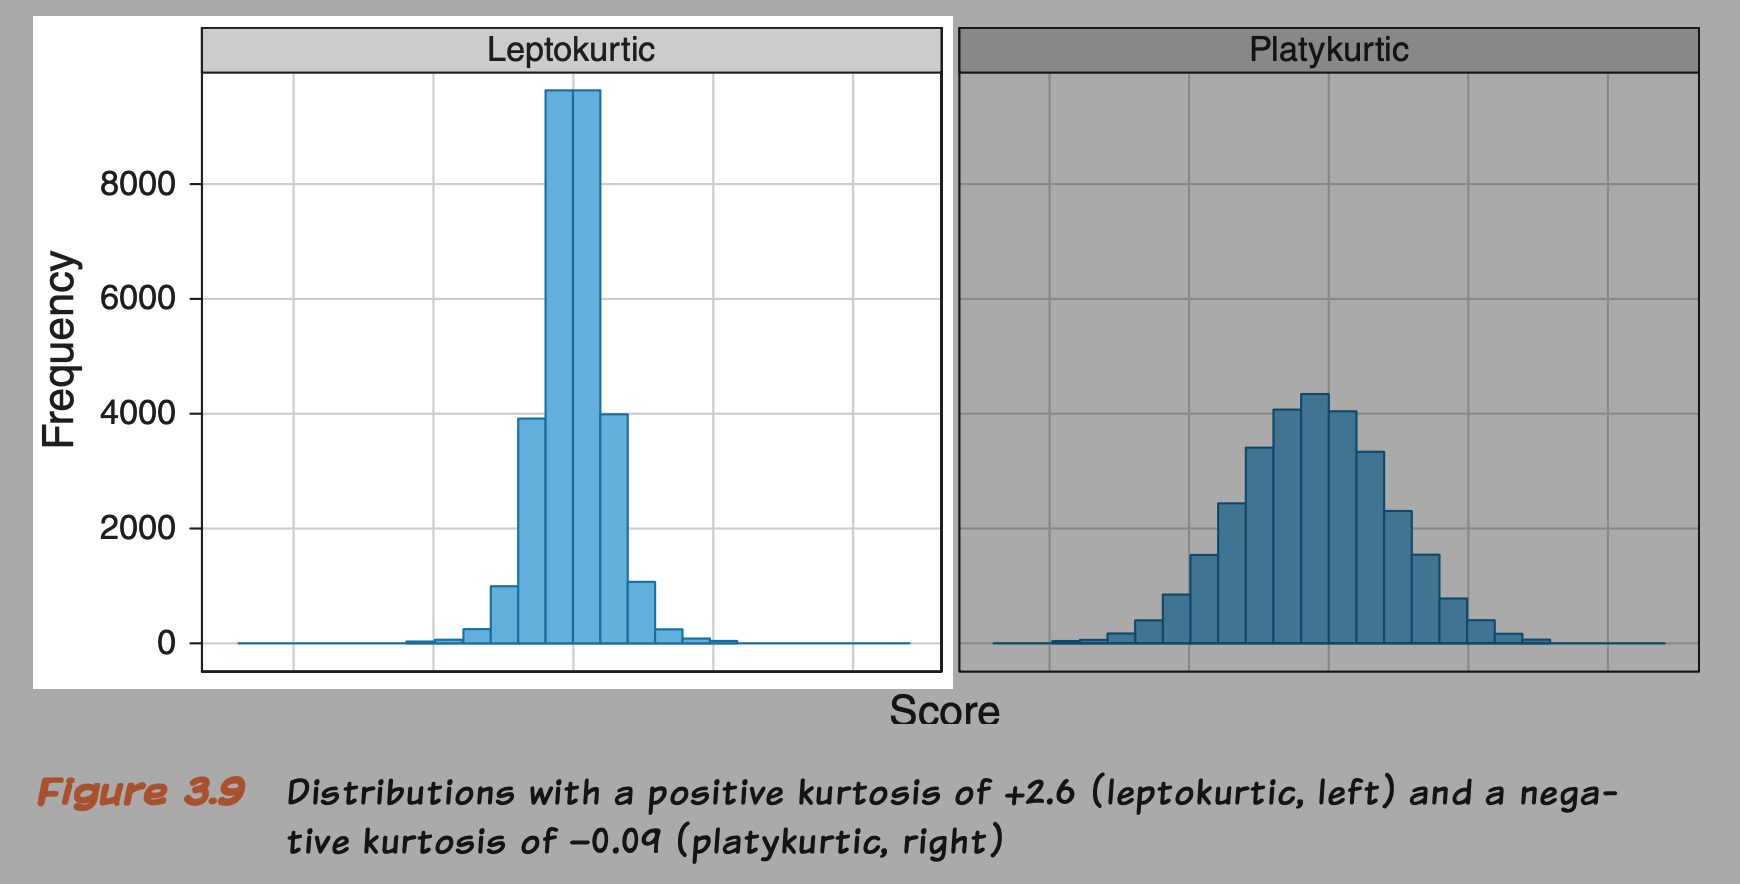 Leptokurtic
Platykurtic
Frequency
8000
6000
4000
2000
0
Score
Figure 3.9 Distributions with a positive kurtosis of +2.6 (leptokurtic, left) and a nega-
tive kurtosis of −0.09 (platykurtic, right)